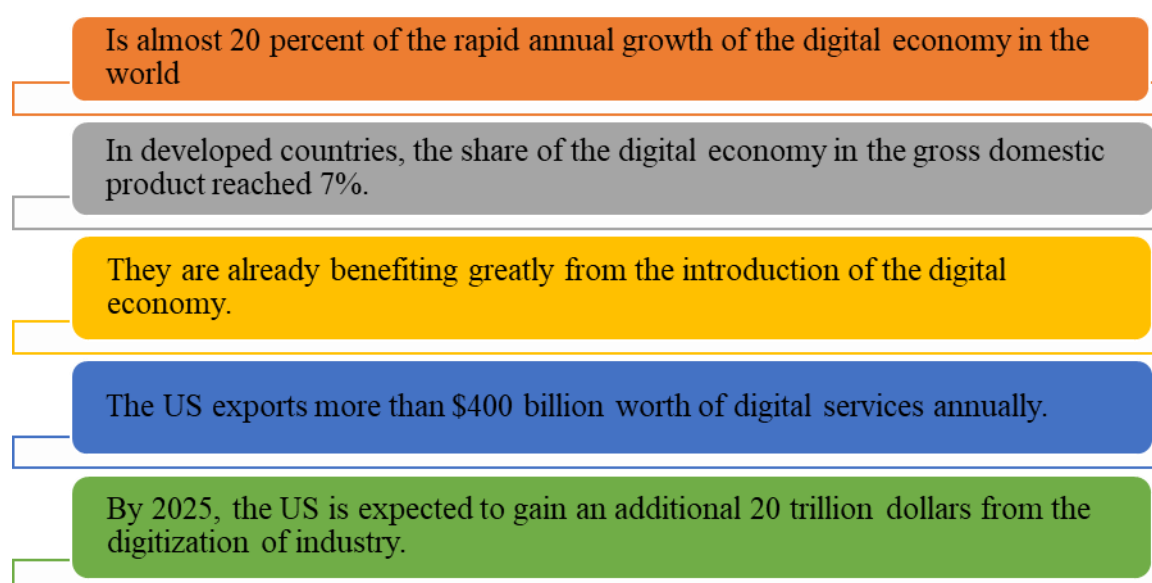 Is almost 20 percent of the rapid annual growth of the digital economy in the
world
In developed countries, the share of the digital economy in the gross domestic
product reached 7%.
They are already benefiting greatly from the introduction of the digital
economy.
The US exports more than $400 billion worth of digital services annually.
By 2025, the US is expected to gain an additional 20 trillion dollars from the
digitization of industry.